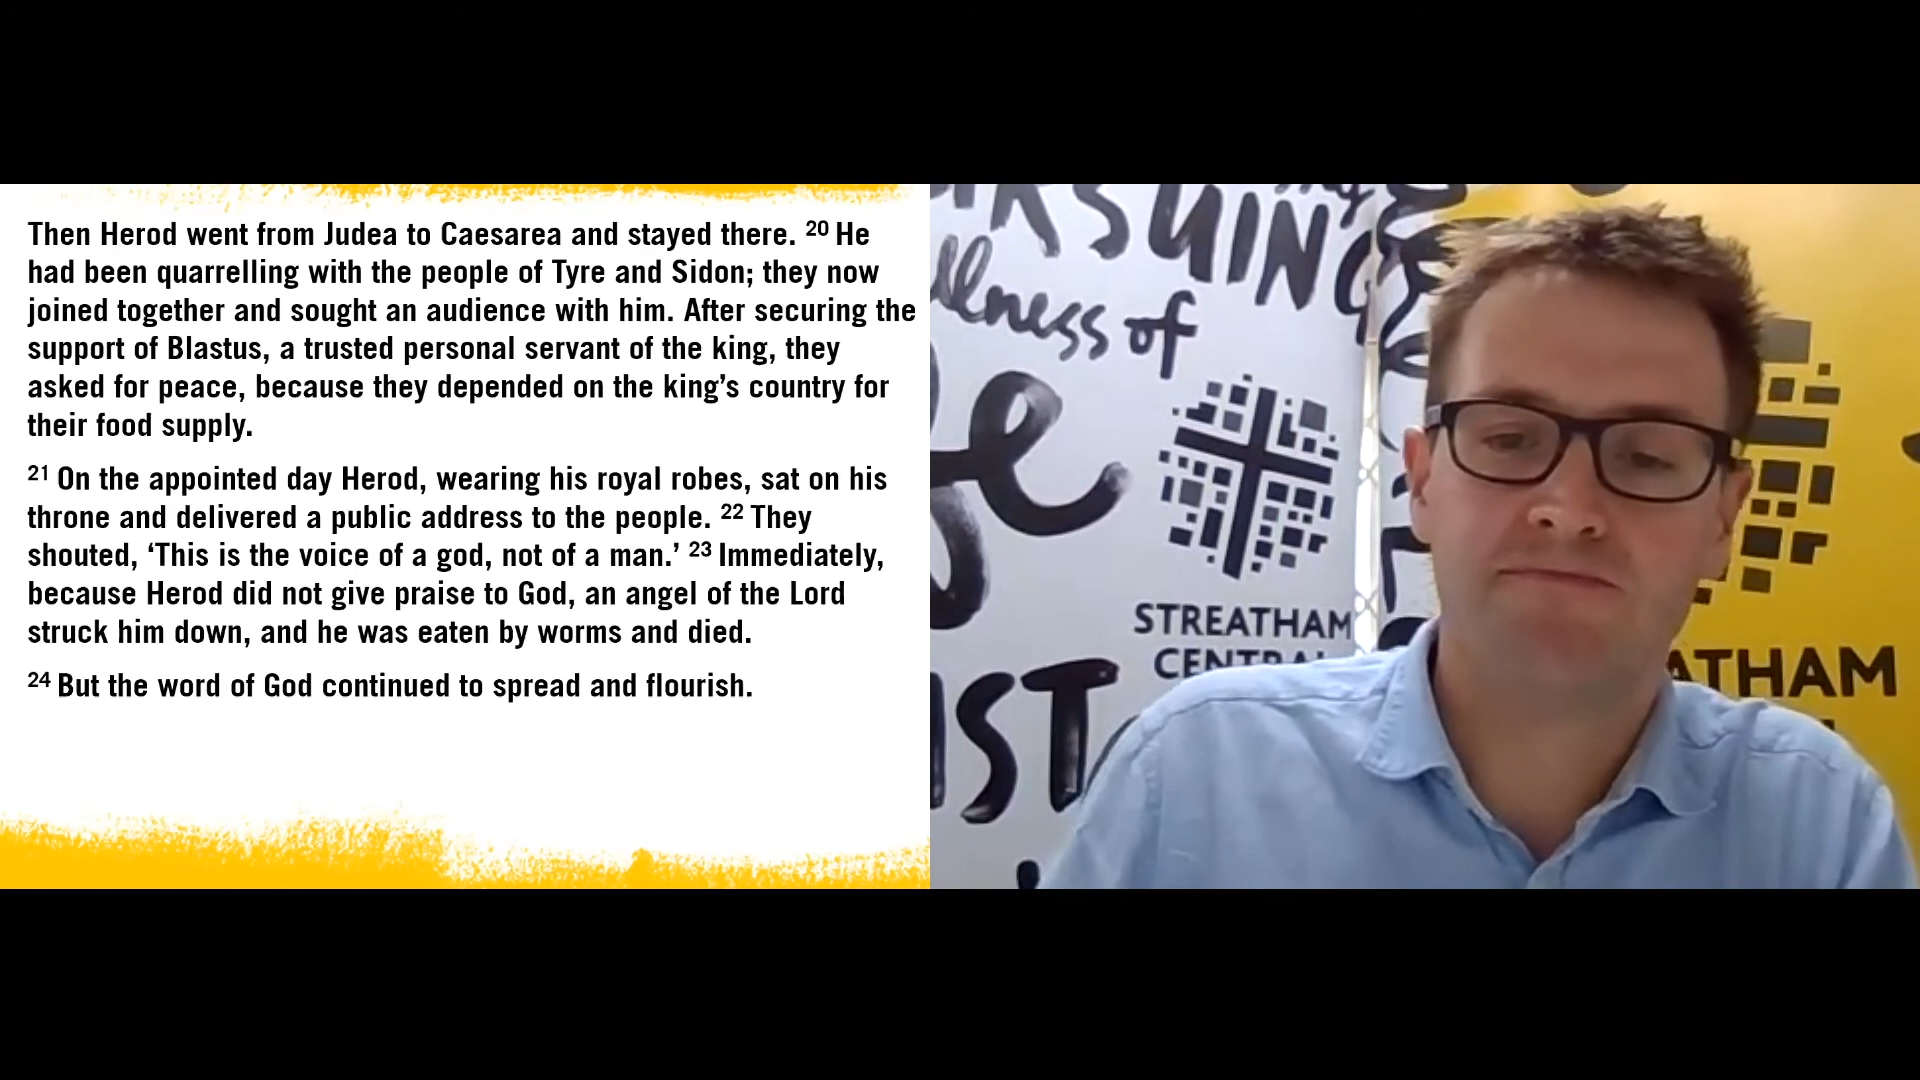 Then Herod went from Judea to Caesarea and stayed there. 20 He
had been quarrelling with the people of Tyre and Sidon; they now
joined together and sought an audience with him. After securing the
support of Blastus, a trusted personal servant of the king, they
asked for peace, because they depended on the king’s country for
their food supply.
21 On the appointed day Herod, wearing his royal robes, sat on his
throne and delivered a public address to the people. 22 They
shouted, ‘This is the voice of a god, not of a man.’ 23 Immediately,
because Herod did not give praise to God, an angel of the Lord
struck him down, and he was eaten by worms and died.
24 But the word of God continued to spread and flourish.
of
STREATHAM
CENTRAL